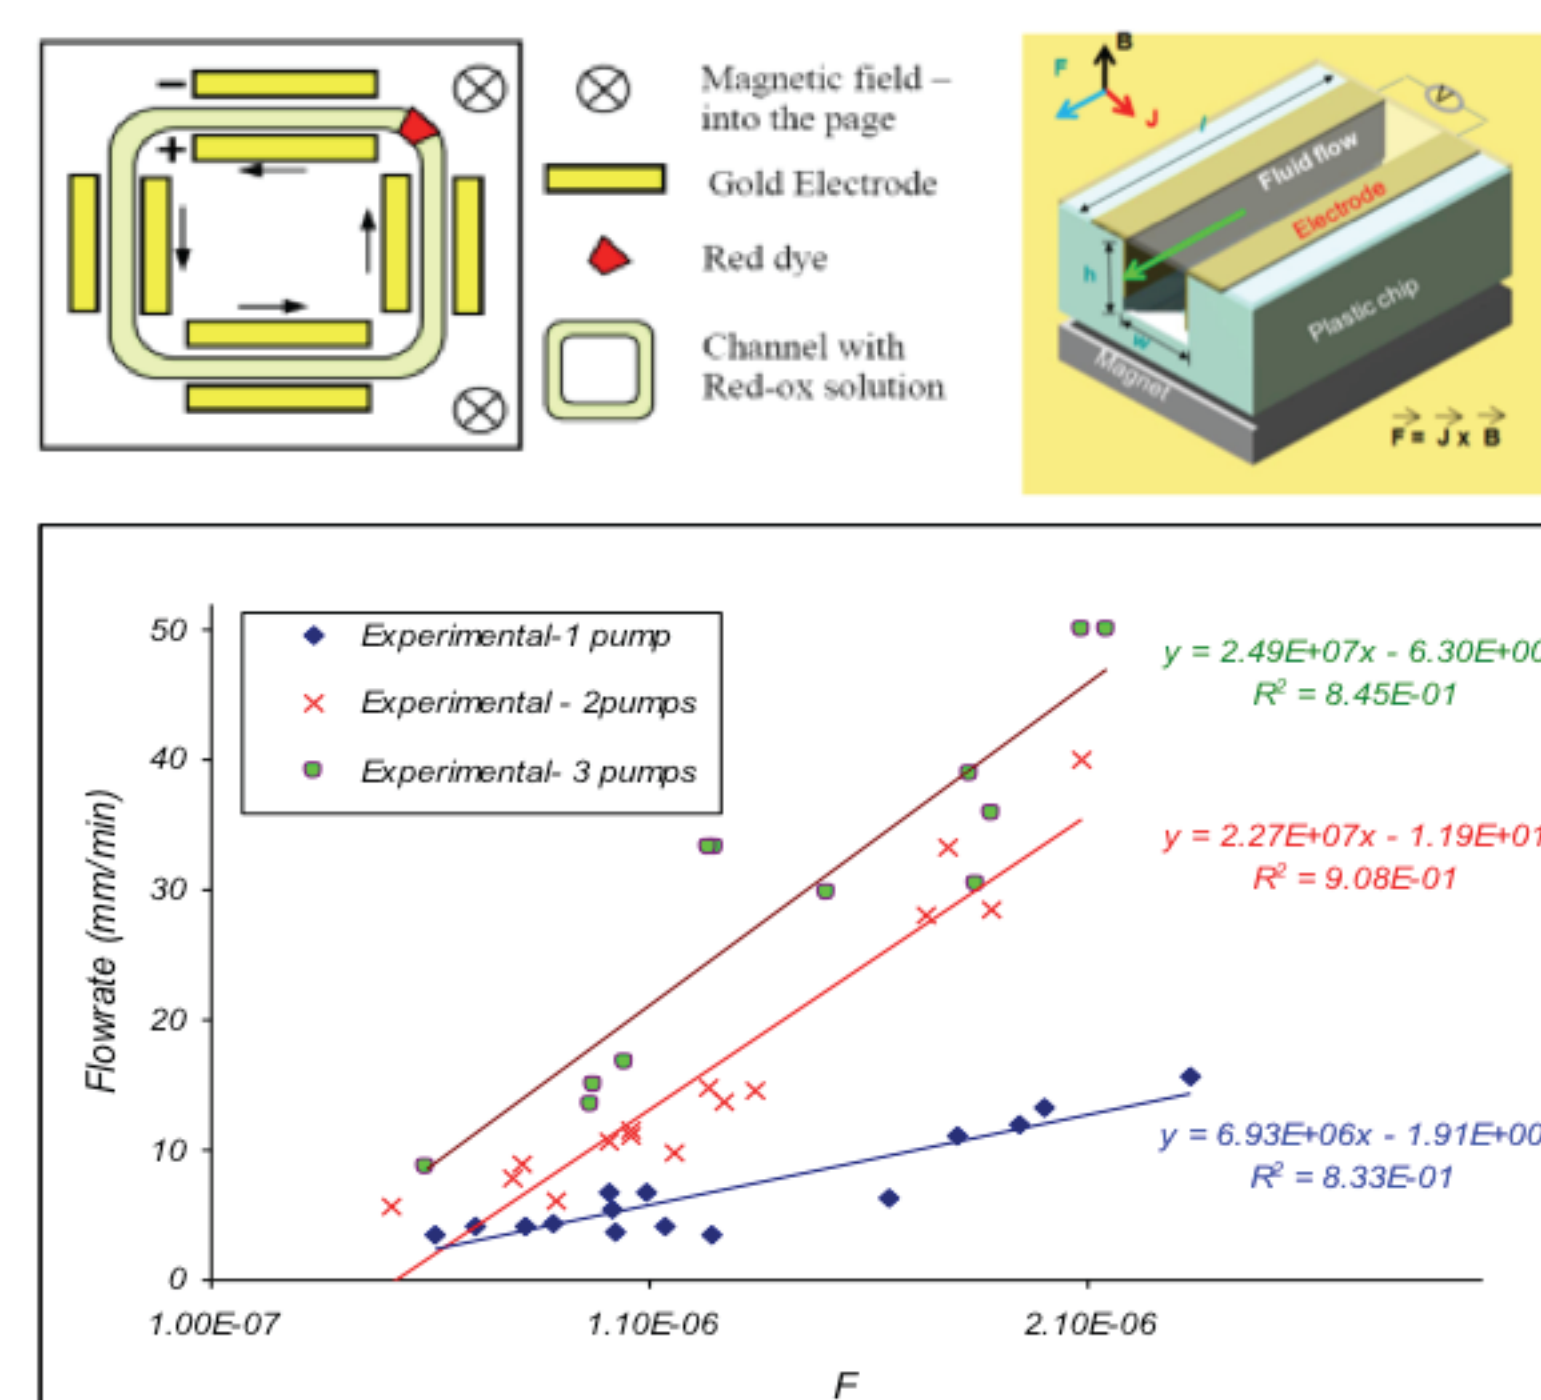 −
+
Magnetic field –
into the page
Gold Electrode
Red dye
Channel with
Red-ox solution
B
F
J
V
l
Fluid flow
Electrode
h
w
Plastic chip
Magnet
F = J x B
50
40
30
20
10
0
Flowrate (mm/min)
Experimental-1 pump
Experimental - 2pumps
Experimental- 3 pumps
y = 2.49E+07x - 6.30E+00
R² = 8.45E-01
y = 2.27E+07x - 1.19E+01
R² = 9.08E-01
y = 6.93E+06x - 1.91E+00
R² = 8.33E-01
1.00E-07
1.10E-06
2.10E-06
F